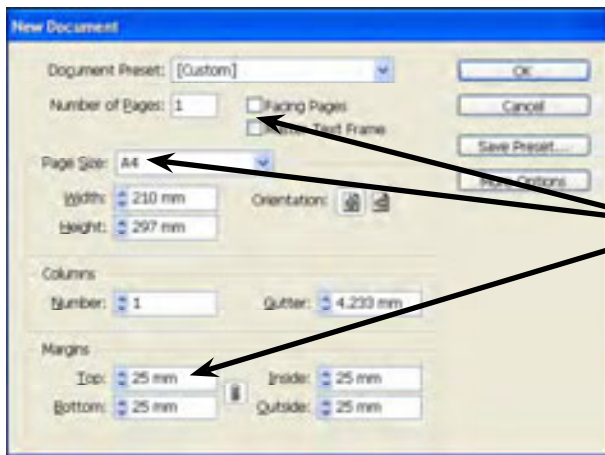 New Document
Document Preset: [Custom]
OK
Number of Pages: 1
Facing Pages
Cancel
Text Frame
Save Preset...
Page Size: A4
More Options
Width: 210 mm
Orientation:
Height: 297 mm
Columns
Number: 1
Gutter: 4.233 mm
Margins
Top: 25 mm
Inside: 25 mm
Bottom: 25 mm
Outside: 25 mm